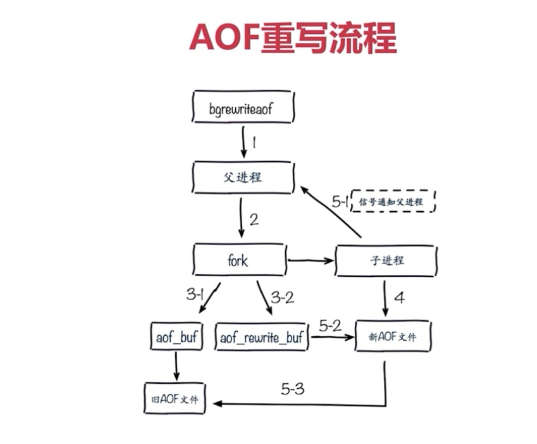 AOF重写流程
bgrewriteaof
1
父进程
5-1
信号通知父进程
2
fork
子进程
3-1
3-2
4
aof_buf
aof_rewrite_buf
5-2
新AOF文件
5-3
旧AOF文件